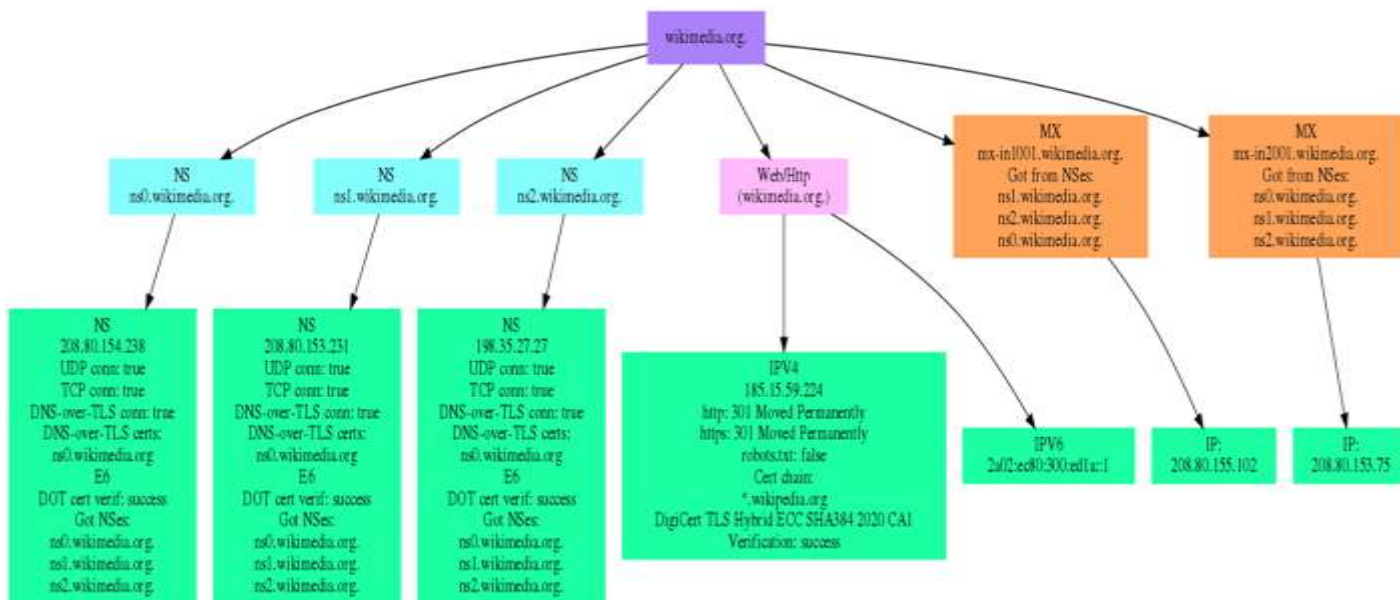 wikimedia.org.
NS
ns0.wikimedia.org.
NS
ns1.wikimedia.org.
NS
ns2.wikimedia.org.
Web/Http
(wikimedia.org.)
MX
mx-in1001.wikimedia.org.
Got from NSes:
ns1.wikimedia.org.
ns2.wikimedia.org.
ns0.wikimedia.org.
MX
mx-in2001.wikimedia.org.
Got from NSes:
ns0.wikimedia.org.
ns1.wikimedia.org.
ns2.wikimedia.org.
NS
208.80.154.238
UDP conn: true
TCP conn: true
DNS-over-TLS conn: true
DNS-over-TLS certs:
ns0.wikimedia.org
E6
DOT cert verif: success
Got NSes:
ns0.wikimedia.org.
ns1.wikimedia.org.
ns2.wikimedia.org.
NS
208.80.153.231
UDP conn: true
TCP conn: true
DNS-over-TLS conn: true
DNS-over-TLS certs:
ns0.wikimedia.org
E6
DOT cert verif: success
Got NSes:
ns0.wikimedia.org.
ns1.wikimedia.org.
ns2.wikimedia.org.
NS
198.35.27.27
UDP conn: true
TCP conn: true
DNS-over-TLS conn: true
DNS-over-TLS certs:
ns0.wikimedia.org
E6
DOT cert verif: success
Got NSes:
ns0.wikimedia.org.
ns1.wikimedia.org.
ns2.wikimedia.org.
IPV4
185.15.59.224
http: 301 Moved Permanently
https: 301 Moved Permanently
robots.txt: false
Cert chain:
*.wikipedia.org
DigiCert TLS Hybrid ECC SHA384 2020 CA1
Verification: success
IPV6
2a02:ec80:300:ed1a::1
IP:
208.80.155.102
IP:
208.80.153.75